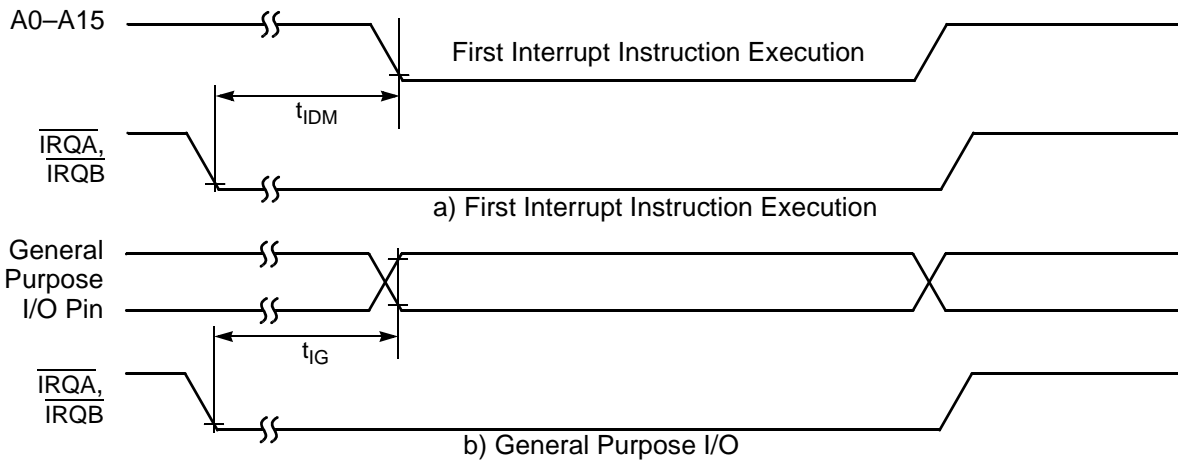 A0–A15
First Interrupt Instruction Execution
tIDM
IRQA,
IRQB
a) First Interrupt Instruction Execution
General
Purpose
I/O Pin
tIG
IRQA,
IRQB
b) General Purpose I/O